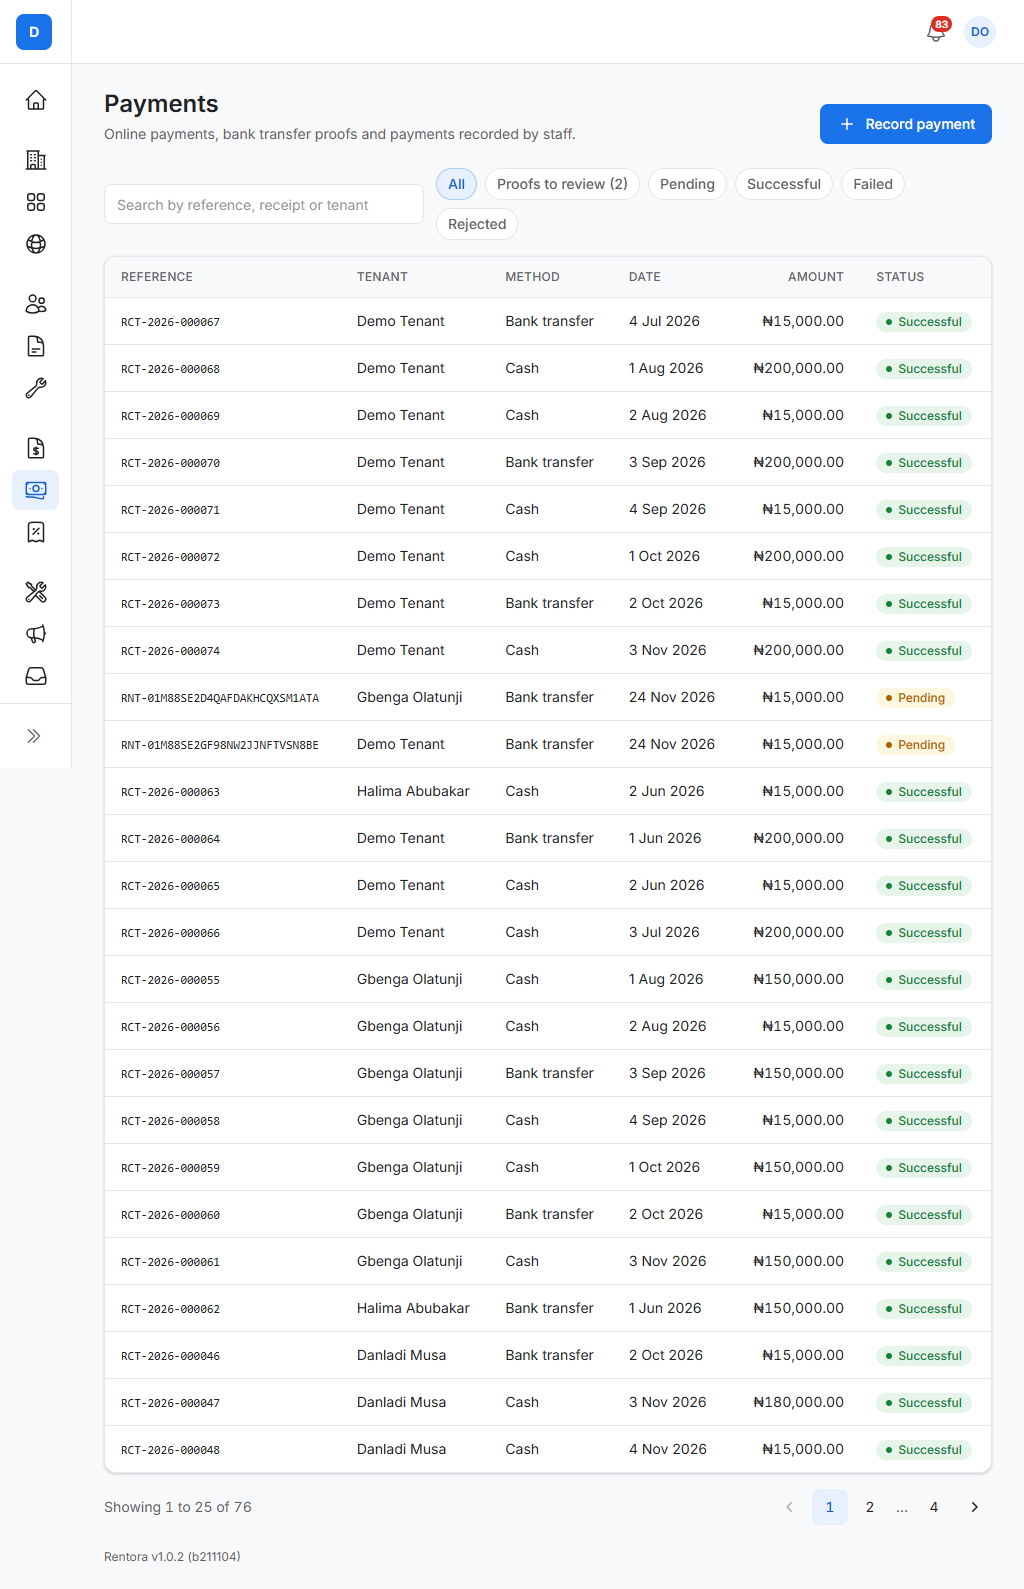 D
83
DO
Payments
Online payments, bank transfer proofs and payments recorded by staff.
+ Record payment
Search by reference, receipt or tenant
All Proofs to review (2) Pending Successful Failed
Rejected
REFERENCE TENANT METHOD DATE AMOUNT STATUS
RCT-2026-000067 Demo Tenant Bank transfer 4 Jul 2026 ₦15,000.00 Successful
RCT-2026-000068 Demo Tenant Cash 1 Aug 2026 ₦200,000.00 Successful
RCT-2026-000069 Demo Tenant Cash 2 Aug 2026 ₦15,000.00 Successful
RCT-2026-000070 Demo Tenant Bank transfer 3 Sep 2026 ₦200,000.00 Successful
RCT-2026-000071 Demo Tenant Cash 4 Sep 2026 ₦15,000.00 Successful
RCT-2026-000072 Demo Tenant Cash 1 Oct 2026 ₦200,000.00 Successful
RCT-2026-000073 Demo Tenant Bank transfer 2 Oct 2026 ₦15,000.00 Successful
RCT-2026-000074 Demo Tenant Cash 3 Nov 2026 ₦200,000.00 Successful
RNT-01M88SE2D4QAFDAKHCQXSM1ATA Gbenga Olatunji Bank transfer 24 Nov 2026 ₦15,000.00 Pending
RNT-01M88SE2GF98NW2JJNFTVSN8BE Demo Tenant Bank transfer 24 Nov 2026 ₦15,000.00 Pending
RCT-2026-000063 Halima Abubakar Cash 2 Jun 2026 ₦15,000.00 Successful
RCT-2026-000064 Demo Tenant Bank transfer 1 Jun 2026 ₦200,000.00 Successful
RCT-2026-000065 Demo Tenant Cash 2 Jun 2026 ₦15,000.00 Successful
RCT-2026-000066 Demo Tenant Cash 3 Jul 2026 ₦200,000.00 Successful
RCT-2026-000055 Gbenga Olatunji Cash 1 Aug 2026 ₦150,000.00 Successful
RCT-2026-000056 Gbenga Olatunji Cash 2 Aug 2026 ₦15,000.00 Successful
RCT-2026-000057 Gbenga Olatunji Bank transfer 3 Sep 2026 ₦150,000.00 Successful
RCT-2026-000058 Gbenga Olatunji Cash 4 Sep 2026 ₦15,000.00 Successful
RCT-2026-000059 Gbenga Olatunji Cash 1 Oct 2026 ₦150,000.00 Successful
RCT-2026-000060 Gbenga Olatunji Bank transfer 2 Oct 2026 ₦15,000.00 Successful
RCT-2026-000061 Gbenga Olatunji Cash 3 Nov 2026 ₦150,000.00 Successful
RCT-2026-000062 Halima Abubakar Bank transfer 1 Jun 2026 ₦150,000.00 Successful
RCT-2026-000046 Danladi Musa Bank transfer 2 Oct 2026 ₦15,000.00 Successful
RCT-2026-000047 Danladi Musa Cash 3 Nov 2026 ₦180,000.00 Successful
RCT-2026-000048 Danladi Musa Cash 4 Nov 2026 ₦15,000.00 Successful
Showing 1 to 25 of 76
1 2 ... 4
Rentora v1.0.2 (b211104)